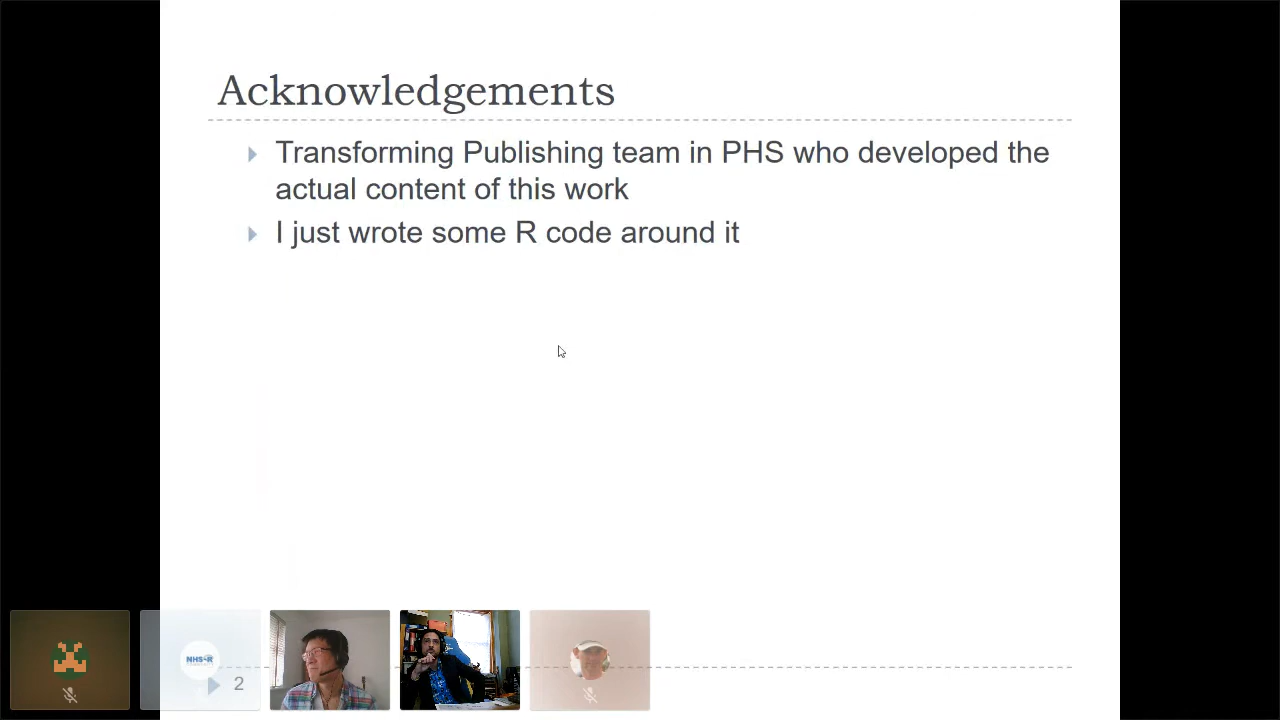 Acknowledgements
Transforming Publishing team in PHS who developed the
actual content of this work
I just wrote some R code around it
NHS-R
2